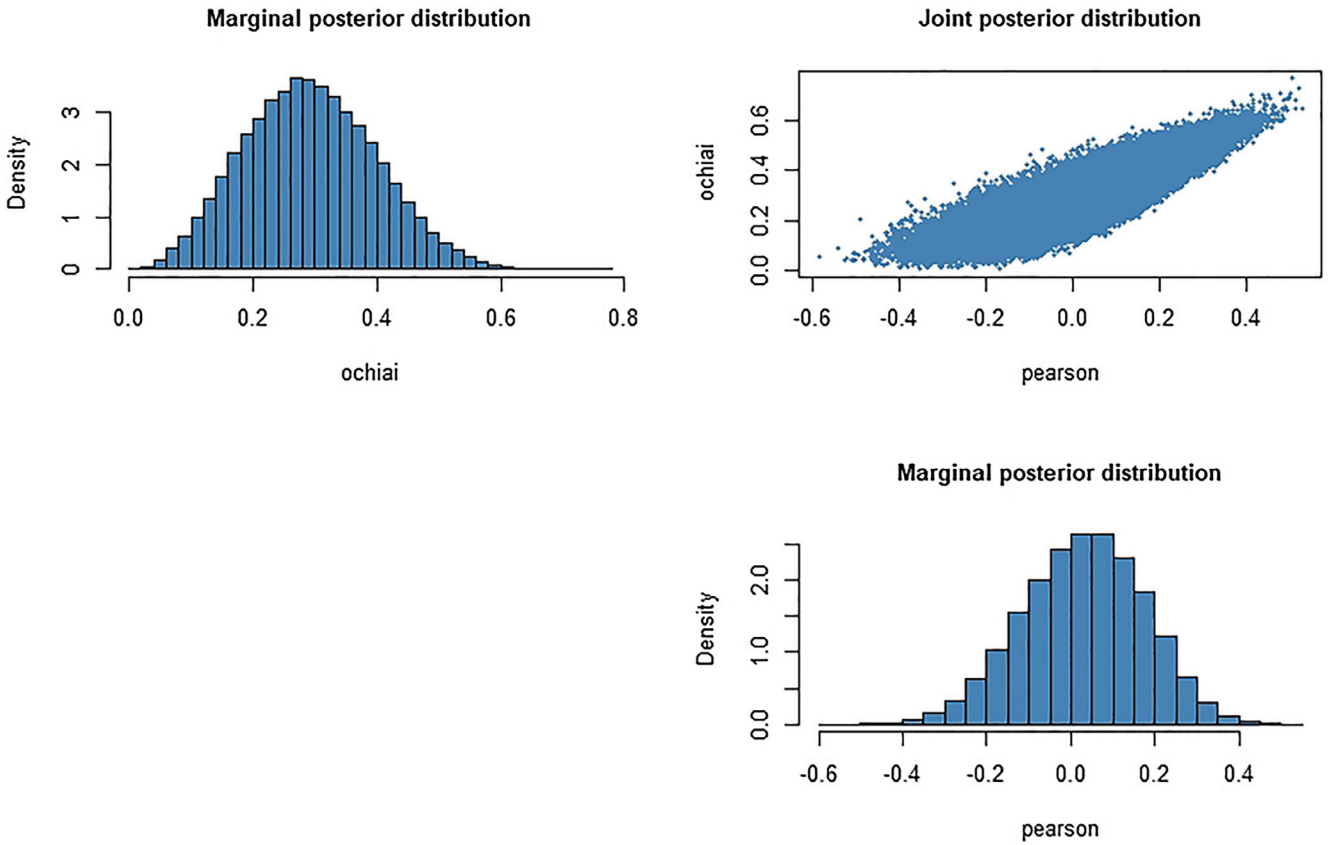 Marginal posterior distribution
Density
3
2
1
0
0.0 0.2 0.4 0.6 0.8
ochiai
Joint posterior distribution
ochiai
0.6
0.4
0.2
0.0
-0.6 -0.4 -0.2 0.0 0.2 0.4
pearson
Marginal posterior distribution
Density
2.0
1.0
0.0
-0.6 -0.4 -0.2 0.0 0.2 0.4
pearson